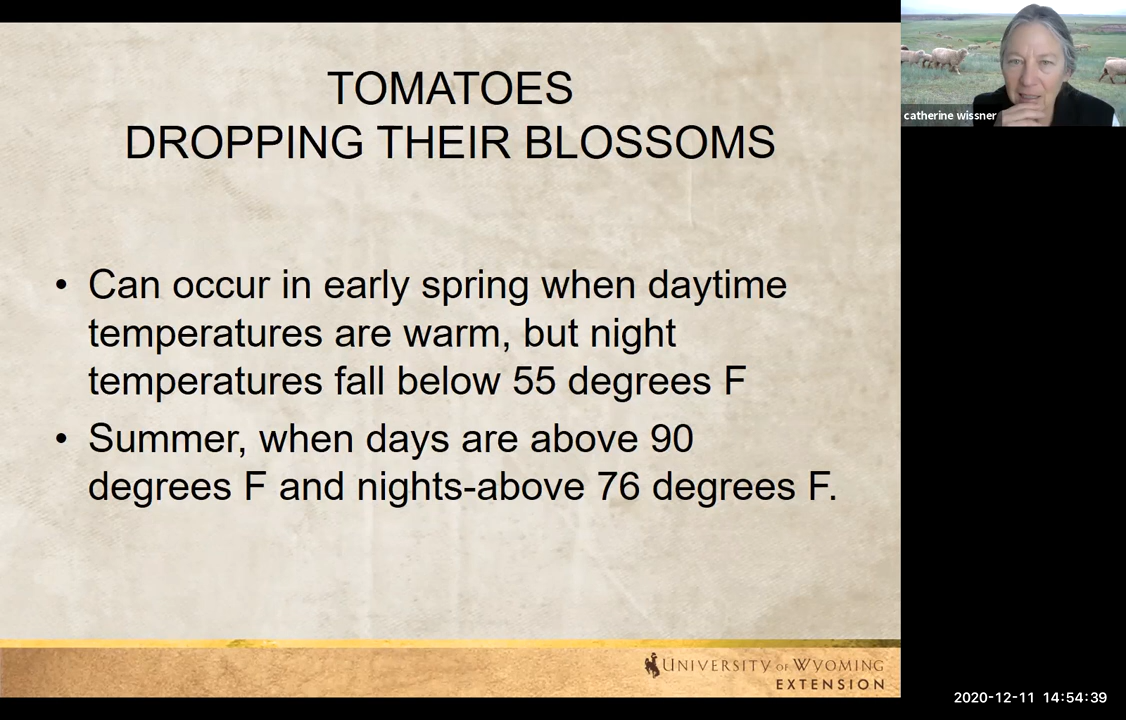 TOMATOES
DROPPING THEIR BLOSSOMS
• Can occur in early spring when daytime
temperatures are warm, but night
temperatures fall below 55 degrees F
• Summer, when days are above 90
degrees F and nights-above 76 degrees F.
UNIVERSITY OF WYOMING
EXTENSION
catherine wissner
2020-12-11 14:54:39